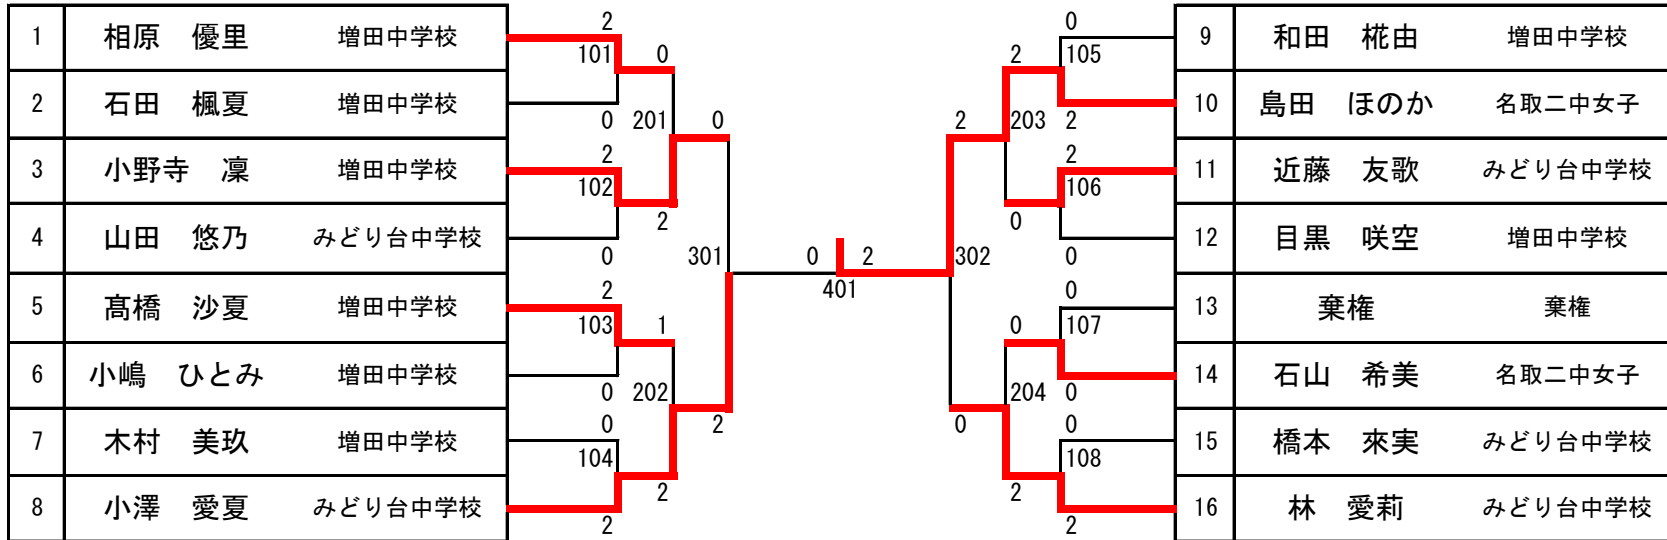 2 0
1 相原 優里 増田中学校 9 和田 椛由 増田中学校
101 0 2 105
2 石田 楓夏 増田中学校 10 島田 ほのか 名取二中女子
0 201 0 2 203 2
2 2
3 小野寺 凜 増田中学校 11 近藤 友歌 みどり台中学校
102 106
2 0
4 山田 悠乃 みどり台中学校 12 目黒 咲空 増田中学校
0 301 0 2 302 0
401
2 0
5 髙橋 沙夏 増田中学校 13 棄権 棄権
103 1 0 107
6 小嶋 ひとみ 増田中学校 14 石山 希美 名取二中女子
0 202 204 0
0 2 0 0
7 木村 美玖 増田中学校 15 橋本 來実 みどり台中学校
104 108
2 2
8 小澤 愛夏 みどり台中学校 16 林 愛莉 みどり台中学校
2 2